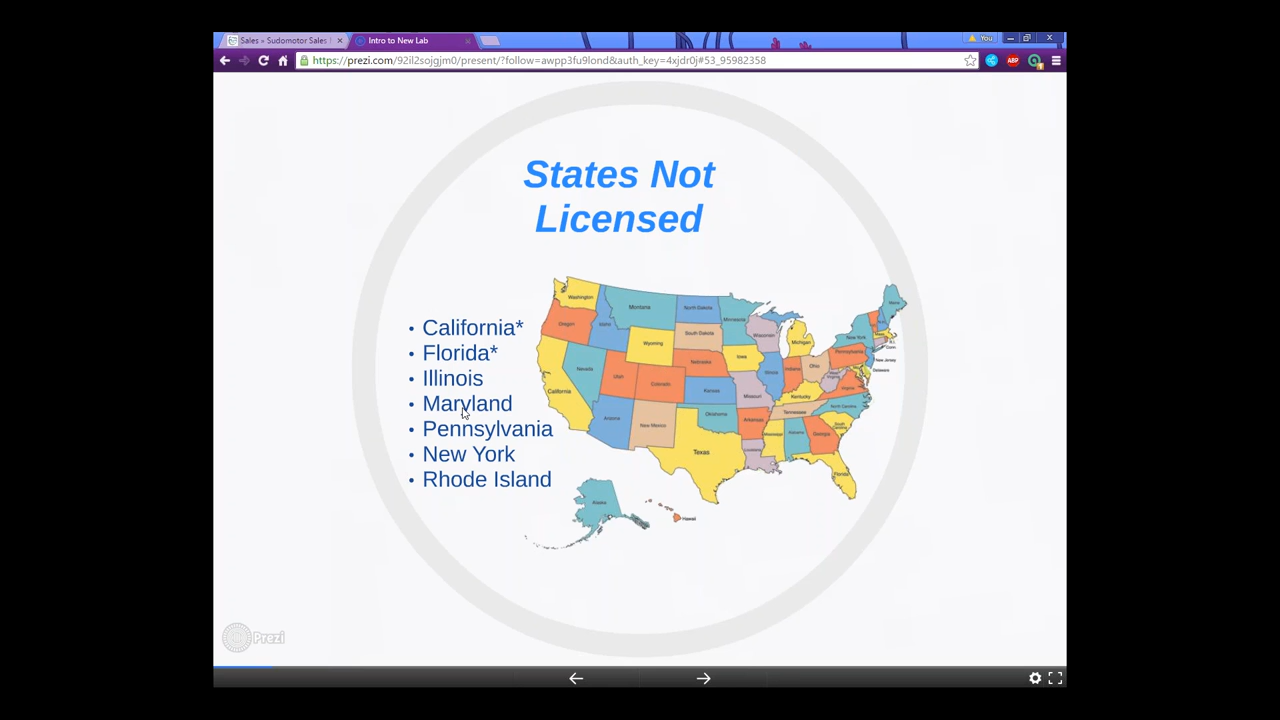 Sales » Sudomotor Sales
Intro to New Lab
You
https://prezi.com/92il2sojgjm0/present/?follow=awpp3fu9lond&auth_key=4xjdr0j#53_95982358
ABP
States Not
Licensed
• California*
• Florida*
• Illinois
• Maryland
• Pennsylvania
• New York
• Rhode Island
Washington
Oregon
California
Nevada
Idaho
Montana
Wyoming
Utah
Colorado
Arizona
New Mexico
North Dakota
South Dakota
Nebraska
Kansas
Oklahoma
Texas
Minnesota
Iowa
Missouri
Arkansas
Wisconsin
Illinois
Michigan
Indiana
Ohio
Kentucky
Tennessee
Mississippi
Alabama
Georgia
Florida
South Carolina
North Carolina
Virginia
Pennsylvania
New York
Maine
R.I.
Conn.
New Jersey
Delaware
Alaska
Hawaii
Prezi